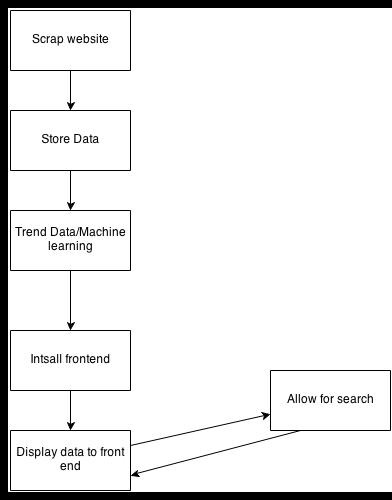 Scrap website
Store Data
Trend Data/Machine
learning
Intsall frontend
Allow for search
Display data to front
end